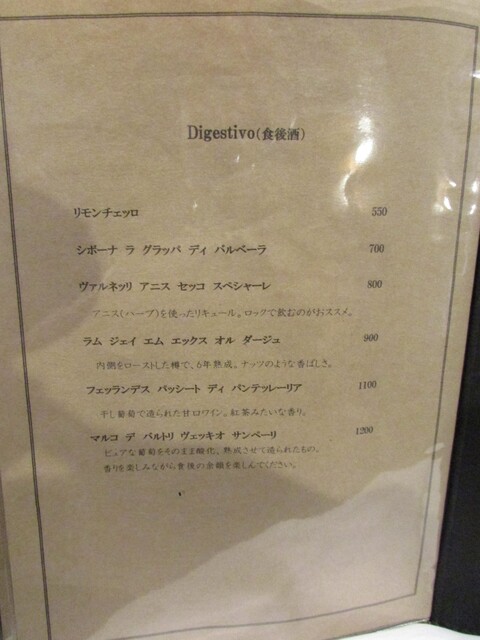 Digestivo(食後酒)
リモンチェッロ 550
シボーナ ラ グラッパ ディ バルベーラ 700
ヴァルネッリ アニス セッコ スペシャーレ 800
アニス(ハーブ)を使ったリキュール。ロックで飲むのがおススメ。
ラム ジェイ エム エックス オル ダージュ 900
内側をローストした樽で、6年熟成。ナッツのような香ばしさ。
フェッランデス パッシート ディ パンテッレーリア 1100
干し葡萄で造られた甘口ワイン。紅茶みたいな香り。
マルコ デ バルトリ ヴェッキオ サンペーリ 1200
ピュアな葡萄をそのまま酸化、熟成させて造られたもの。
香りを楽しみながら食後の余韻を楽しんでください。